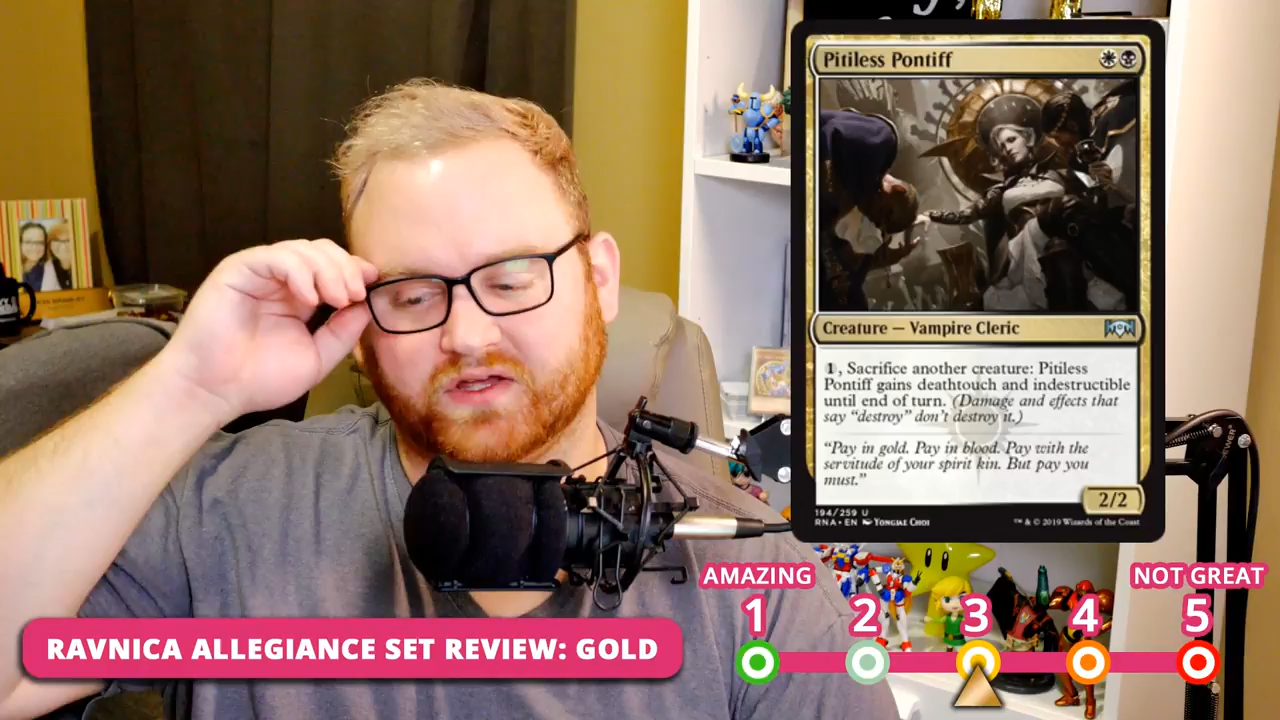 Pitiless Pontiff
Creature — Vampire Cleric
1, Sacrifice another creature: Pitiless
Pontiff gains deathtouch and indestructible
until end of turn. (Damage and effects that
say “destroy” don’t destroy it.)
“Pay in gold. Pay in blood. Pay with the
servitude of your spirit kin. But pay you
must.”
2/2
194/259 U
RNA • EN Yongjae Choi
™ & © 2019 Wizards of the Coast
AMAZING
NOT GREAT
1
2
3
4
5
RAVNICA ALLEGIANCE SET REVIEW: GOLD